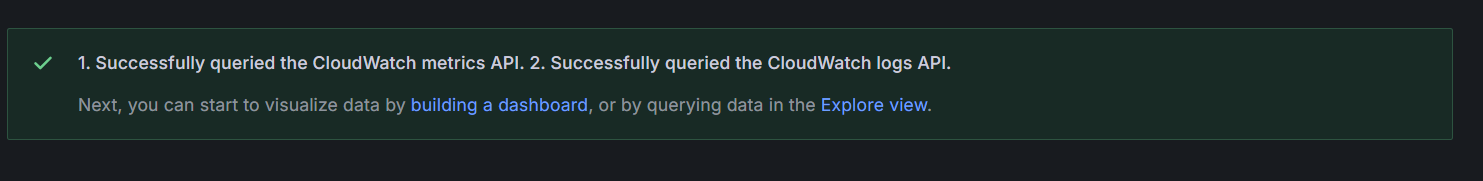 1. Successfully queried the CloudWatch metrics API. 2. Successfully queried the CloudWatch logs API.
Next, you can start to visualize data by building a dashboard, or by querying data in the Explore view.